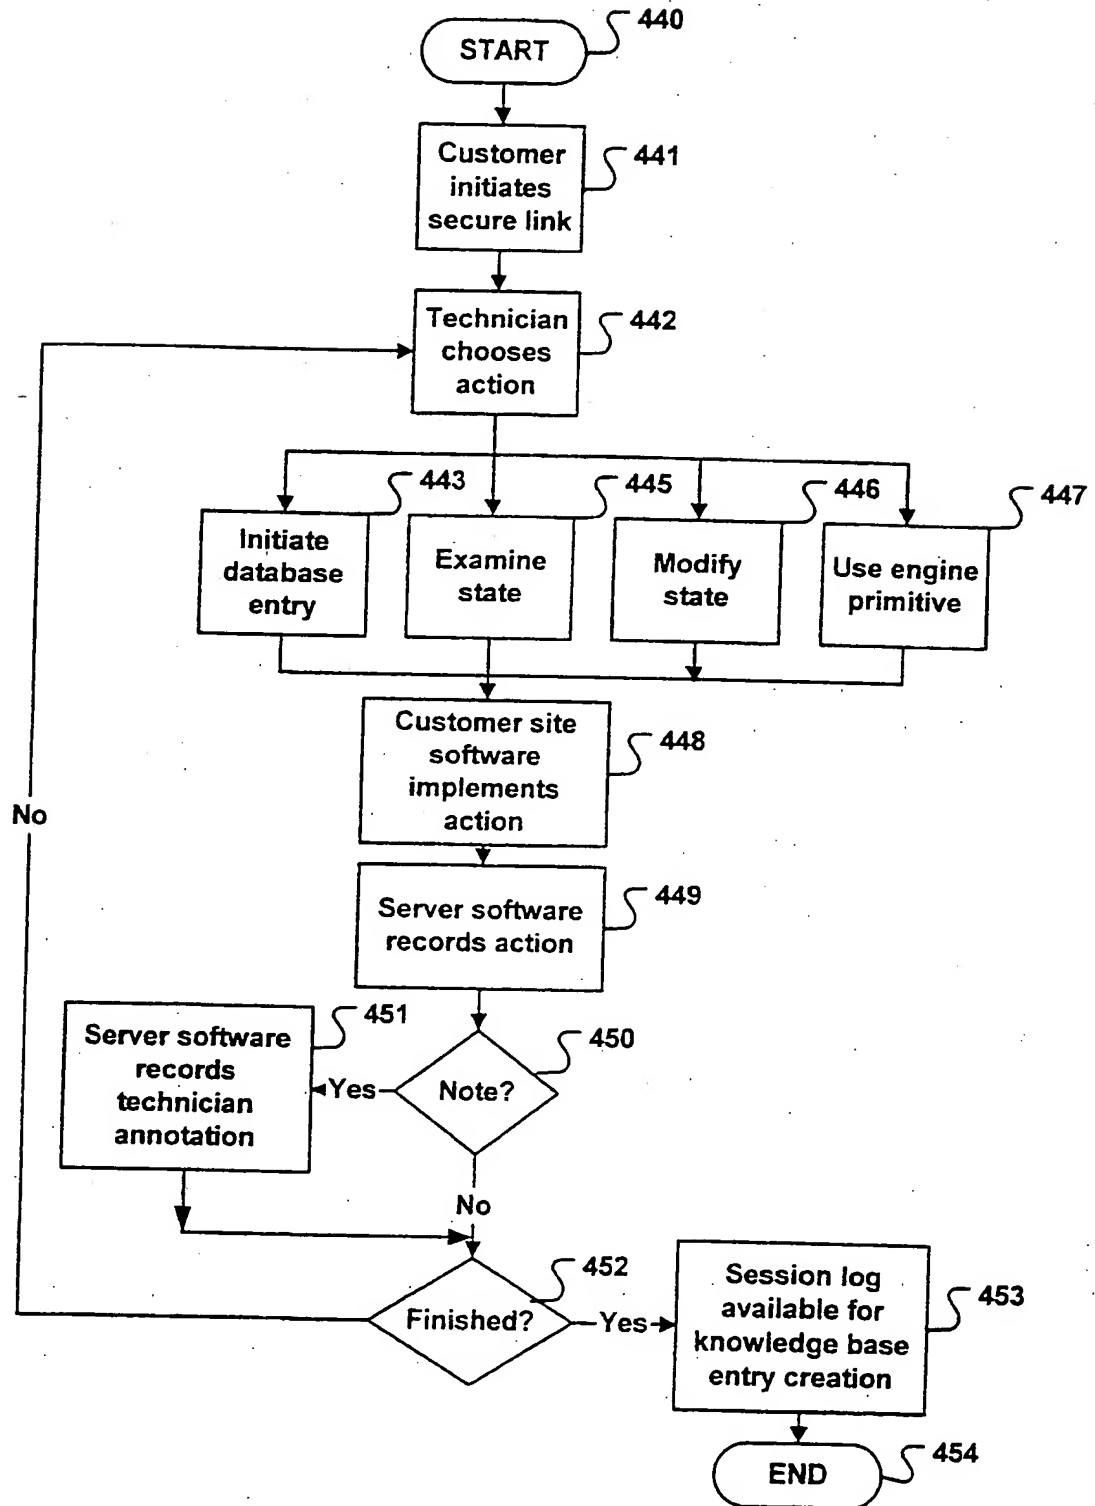 START
440
Customer
initiates
secure link
441
Technician
chooses
action
442
443
445
446
447
Initiate
database
entry
Examine
state
Modify
state
Use engine
primitive
Customer site
software
implements
action
448
No
Server software
records action
449
Server software
records
technician
annotation
451
Yes
Note?
450
No
Finished?
452
Yes
Session log
available for
knowledge base
entry creation
453
END
454